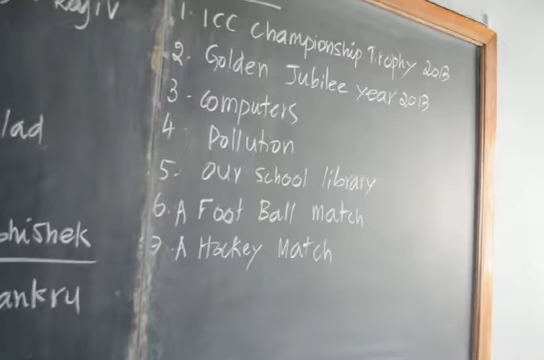 Rajiv
lad
bhishek
ankru
1. ICC Championship Trophy 2013
2. Golden Jubilee year 2013
3. Computers
4. Pollution
5. Our School library
6. A Foot Ball match
7. A Hockey Match